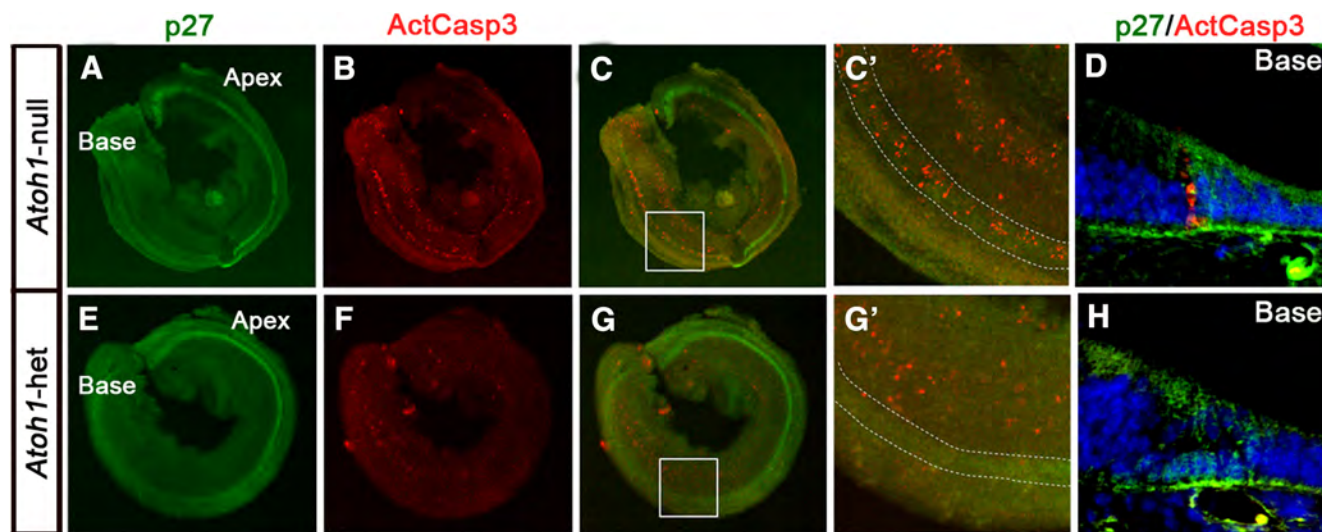 p27 ActCasp3 p27/ActCasp3
Atoh1-null
A Apex Base
B
C
C'
D Base
Atoh1-het
E Apex Base
F
G
G'
H Base